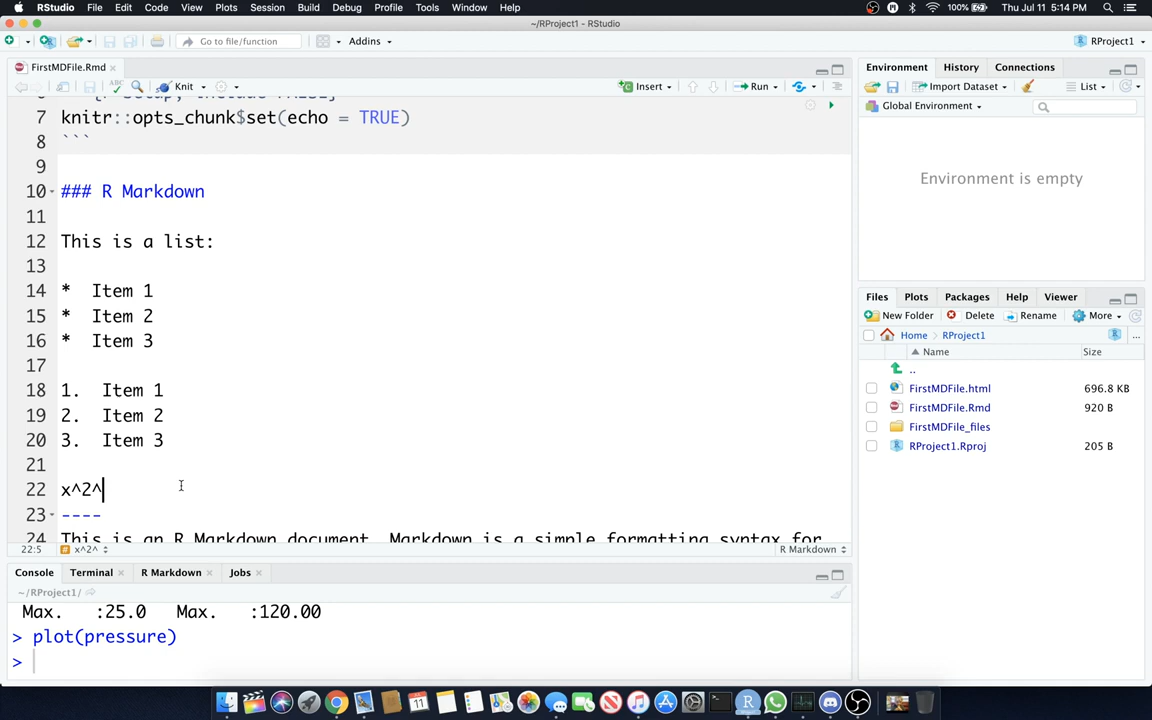 RStudio File Edit Code View Plots Session Build Debug Profile Tools Window Help 100% Thu Jul 11 5:14 PM
~/RProject1 - RStudio
Go to file/function Addins RProject1
FirstMDFile.Rmd
Knit Insert Run
7 knitr::opts_chunk$set(echo = TRUE)
8 ```
9
10 ### R Markdown
11
12 This is a list:
13
14 * Item 1
15 * Item 2
16 * Item 3
17
18 1. Item 1
19 2. Item 2
20 3. Item 3
21
22 x^2^
23 ----
24 This is an R Markdown document. Markdown is a simple formatting syntax for
22:5 x^2^ R Markdown
Console Terminal R Markdown Jobs
~/RProject1/
Max. :25.0 Max. :120.00
> plot(pressure)
>
Environment History Connections
Import Dataset List
Global Environment
Environment is empty
Files Plots Packages Help Viewer
New Folder Delete Rename More
Home RProject1 ...
Name Size
..
FirstMDFile.html 696.8 KB
FirstMDFile.Rmd 920 B
FirstMDFile_files
RProject1.Rproj 205 B